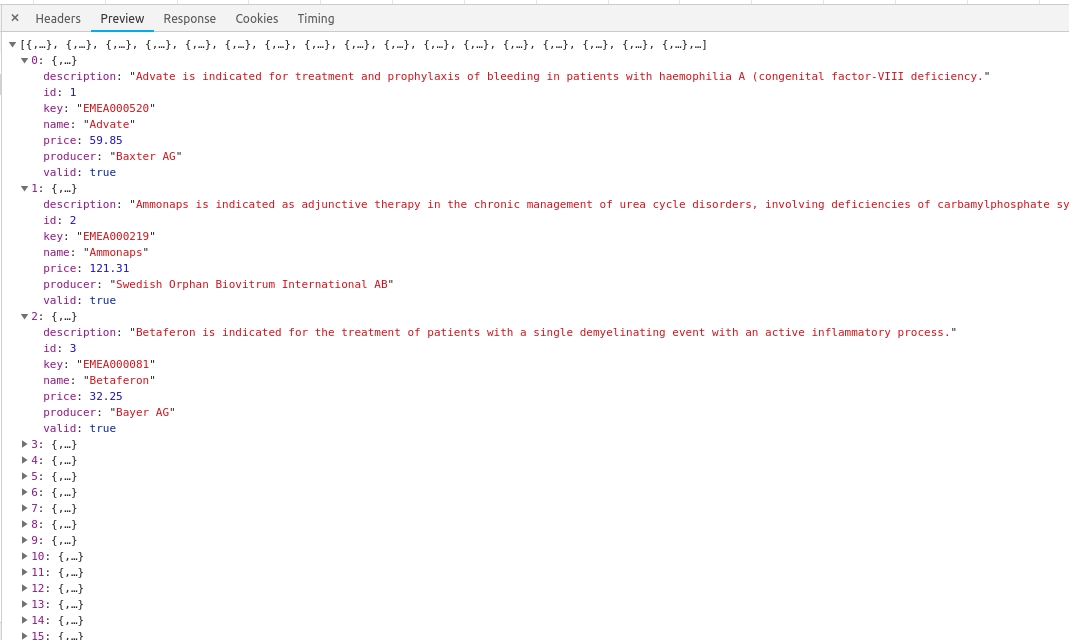 × Headers Preview Response Cookies Timing
[{,…}, {,…}, {,…}, {,…}, {,…}, {,…}, {,…}, {,…}, {,…}, {,…}, {,…}, {,…}, {,…}, {,…}, {,…}, {,…}, {,…},…]
0: {,…}
description: "Advate is indicated for treatment and prophylaxis of bleeding in patients with haemophilia A (congenital factor-VIII deficiency."
id: 1
key: "EMEA000520"
name: "Advate"
price: 59.85
producer: "Baxter AG"
valid: true
1: {,…}
description: "Ammonaps is indicated as adjunctive therapy in the chronic management of urea cycle disorders, involving deficiencies of carbamylphosphate sy
id: 2
key: "EMEA000219"
name: "Ammonaps"
price: 121.31
producer: "Swedish Orphan Biovitrum International AB"
valid: true
2: {,…}
description: "Betaferon is indicated for the treatment of patients with a single demyelinating event with an active inflammatory process."
id: 3
key: "EMEA000081"
name: "Betaferon"
price: 32.25
producer: "Bayer AG"
valid: true
3: {,…}
4: {,…}
5: {,…}
6: {,…}
7: {,…}
8: {,…}
9: {,…}
10: {,…}
11: {,…}
12: {,…}
13: {,…}
14: {,…}
15: {,…}